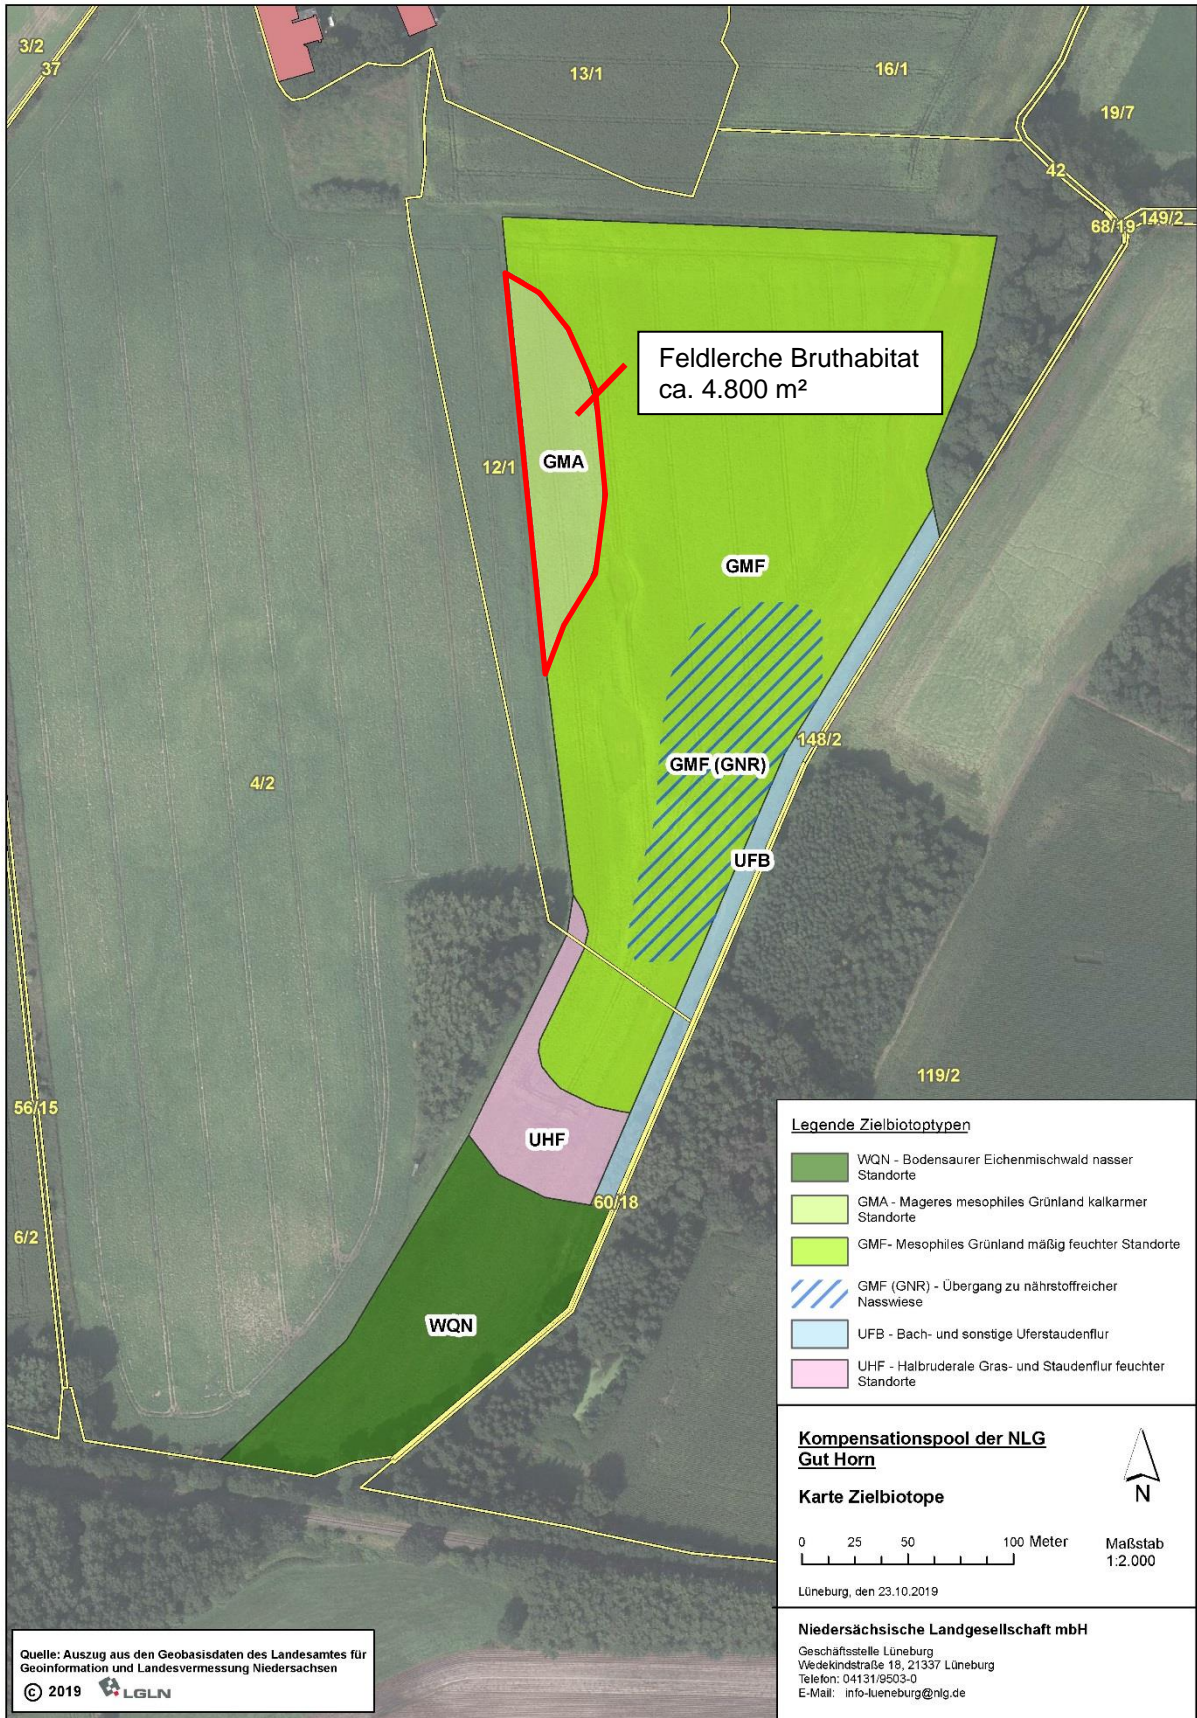 3/2
37
13/1
16/1
19/7
42
68/19
149/2
Feldlerche Bruthabitat
ca. 4.800 m²
12/1
GMA
GMF
148/2
GMF (GNR)
4/2
UFB
119/2
56/15
UHF
60/18
6/2
WQN
Legende Zielbiotoptypen
WQN - Bodensaurer Eichenmischwald nasser
Standorte
GMA - Mageres mesophiles Grünland kalkarmer
Standorte
GMF- Mesophiles Grünland mäßig feuchter Standorte
GMF (GNR) - Übergang zu nährstoffreicher
Nasswiese
UFB - Bach- und sonstige Uferstaudenflur
UHF - Halbruderale Gras- und Staudenflur feuchter
Standorte
Kompensationspool der NLG
Gut Horn
Karte Zielbiotope
N
0 25 50 100 Meter
Maßstab
1:2.000
Lüneburg, den 23.10.2019
Niedersächsische Landgesellschaft mbH
Geschäftsstelle Lüneburg
Wedekindstraße 18, 21337 Lüneburg
Telefon: 04131/9503-0
E-Mail: info-lueneburg@nlg.de
Quelle: Auszug aus den Geobasisdaten des Landesamtes für
Geoinformation und Landesvermessung Niedersachsen
© 2019 LGLN